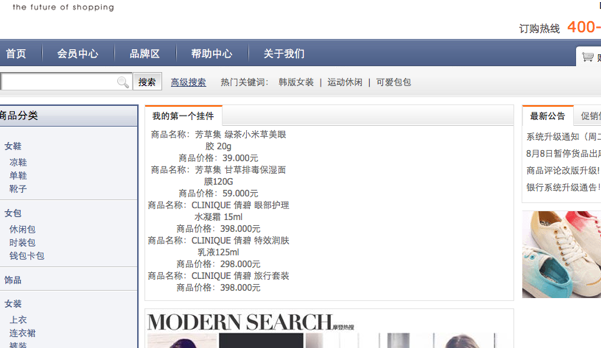 the future of shopping
订购热线 400-
首页 会员中心 品牌区 帮助中心 关于我们
搜索 高级搜索 热门关键词： 韩版女装 | 运动休闲 | 可爱包包
商品分类
女鞋
凉鞋
单鞋
靴子
女包
休闲包
时装包
钱包卡包
饰品
女装
上衣
连衣裙
裤装
我的第一个挂件
商品名称：芳草集 绿茶小米草美眼
胶 20g
商品价格：39.000元
商品名称：芳草集 甘草排毒保湿面
膜120G
商品价格：59.000元
商品名称：CLINIQUE 倩碧 眼部护理
水凝霜 15ml
商品价格：398.000元
商品名称：CLINIQUE 倩碧 特效润肤
乳液125ml
商品价格：298.000元
商品名称：CLINIQUE 倩碧 旅行套装
商品价格：398.000元
MODERN SEARCH 摩登热搜
最新公告 促销
系统升级通知（周二
8月8日暂停货品出
商品评论改版升级!
银行系统升级通告